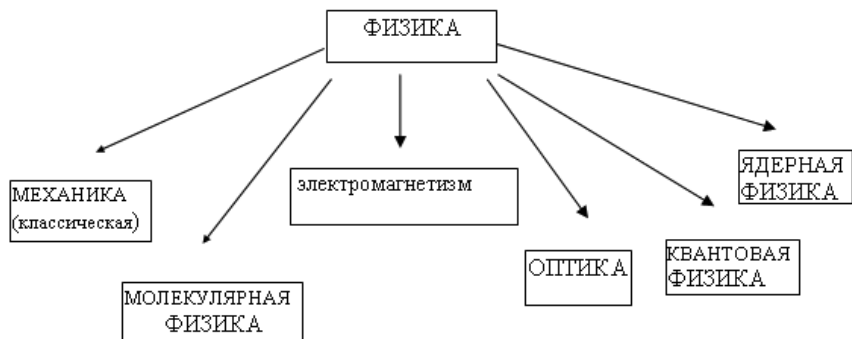 ФИЗИКА
МЕХАНИКА
(классическая)
МОЛЕКУЛЯРНАЯ
ФИЗИКА
электромагнетизм
ОПТИКА
КВАНТОВАЯ
ФИЗИКА
ЯДЕРНАЯ
ФИЗИКА